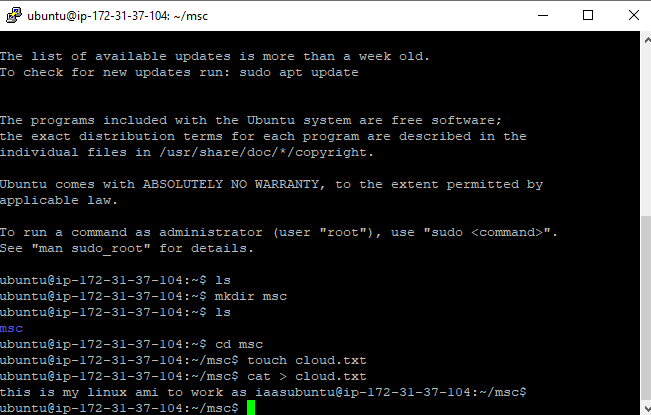 ubuntu@ip-172-31-37-104: ~/msc
The list of available updates is more than a week old.
To check for new updates run: sudo apt update
The programs included with the Ubuntu system are free software;
the exact distribution terms for each program are described in the
individual files in /usr/share/doc/*/copyright.
Ubuntu comes with ABSOLUTELY NO WARRANTY, to the extent permitted by
applicable law.
To run a command as administrator (user "root"), use "sudo <command>".
See "man sudo_root" for details.
ubuntu@ip-172-31-37-104:~$ ls
ubuntu@ip-172-31-37-104:~$ mkdir msc
ubuntu@ip-172-31-37-104:~$ ls
msc
ubuntu@ip-172-31-37-104:~$ cd msc
ubuntu@ip-172-31-37-104:~/msc$ touch cloud.txt
ubuntu@ip-172-31-37-104:~/msc$ cat > cloud.txt
this is my linux ami to work as iaasubuntu@ip-172-31-37-104:~/msc$
ubuntu@ip-172-31-37-104:~/msc$